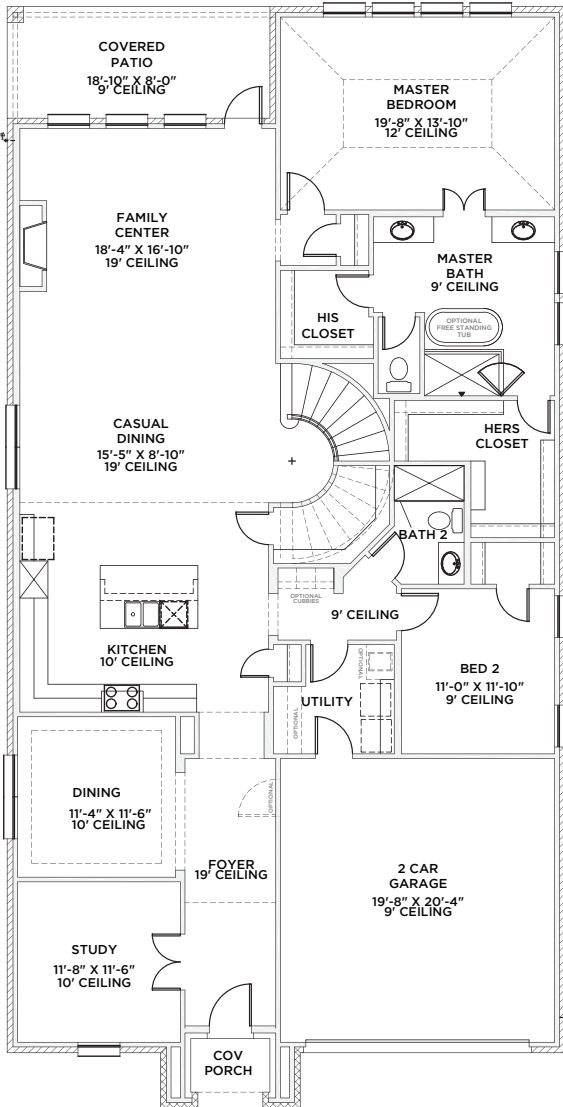 COVERED
PATIO
18'-10" X 8'-0"
9' CEILING
MASTER
BEDROOM
19'-8" X 13'-10"
12' CEILING
FAMILY
CENTER
18'-4" X 16'-10"
19' CEILING
MASTER
BATH
9' CEILING
HIS
CLOSET
OPTIONAL
FREE STANDING
TUB
CASUAL
DINING
15'-5" X 8'-10"
19' CEILING
HERS
CLOSET
BATH 2
OPTIONAL
CUBBIES
9' CEILING
KITCHEN
10' CEILING
OPTIONAL
BED 2
11'-0" X 11'-10"
9' CEILING
UTILITY
OPTIONAL
DINING
11'-4" X 11'-6"
10' CEILING
OPTIONAL
FOYER
19' CEILING
2 CAR
GARAGE
19'-8" X 20'-4"
9' CEILING
STUDY
11'-8" X 11'-6"
10' CEILING
COV
PORCH